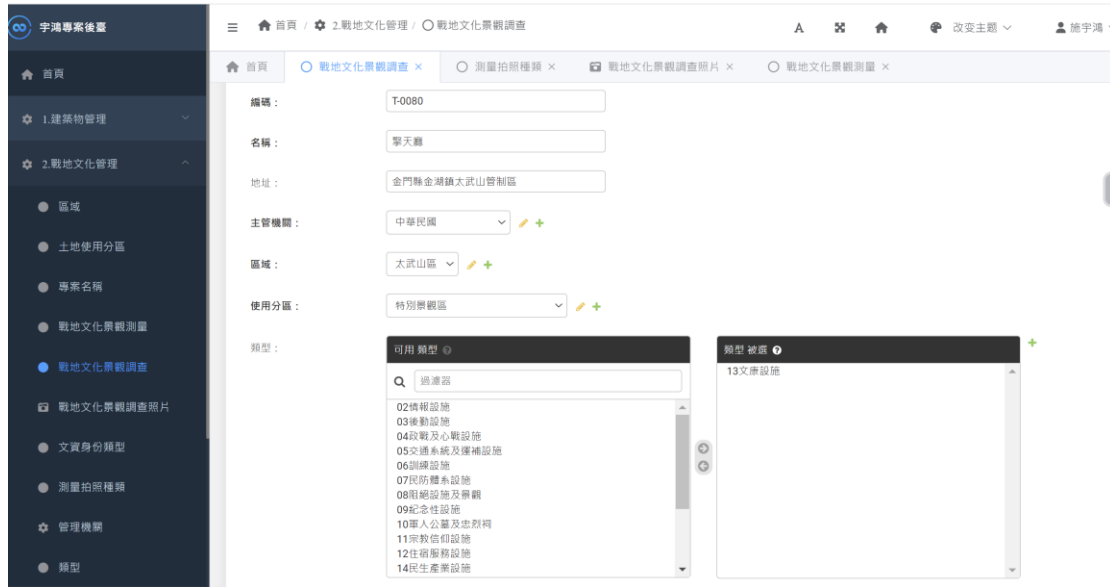 宇鴻專案後臺
首頁 / 2.戰地文化管理 / 戰地文化景觀調查
A
改变主题
施宇鴻
首頁
1.建築物管理
2.戰地文化管理
區域
土地使用分區
專案名稱
戰地文化景觀測量
戰地文化景觀調查
戰地文化景觀調查照片
文資身份類型
測量拍照種類
管理機關
類型
首頁
戰地文化景觀調查 ×
測量拍照種類 ×
戰地文化景觀調查照片 ×
戰地文化景觀測量 ×
編碼： T-0080
名稱： 擎天廳
地址： 金門縣金湖鎮太武山管制區
主管機關： 中華民國
區域： 太武山區
使用分區： 特別景觀區
類型：
可用 類型
過濾器
02情報設施
03後勤設施
04政戰及心戰設施
05交通系統及運補設施
06訓練設施
07民防體系設施
08阻絕設施及景觀
09紀念性設施
10軍人公墓及忠烈祠
11宗教信仰設施
12住宿服務設施
14民生產業設施
類型 被選
13文康設施